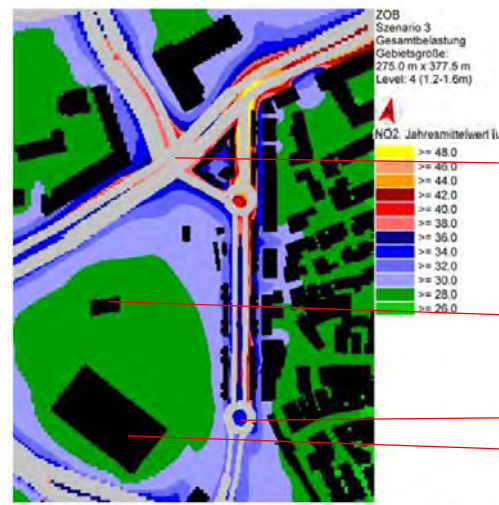 ZOB
Szenario 3
Gesamtbelastung
Gebietsgröße:
275.0 m x 377.5 m
Level: 4 (1.2-1.6m)
NO2: Jahresmittelwert
>= 48.0
>= 46.0
>= 44.0
>= 42.0
>= 40.0
>= 38.0
>= 36.0
>= 34.0
>= 32.0
>= 30.0
>= 28.0
>= 26.0